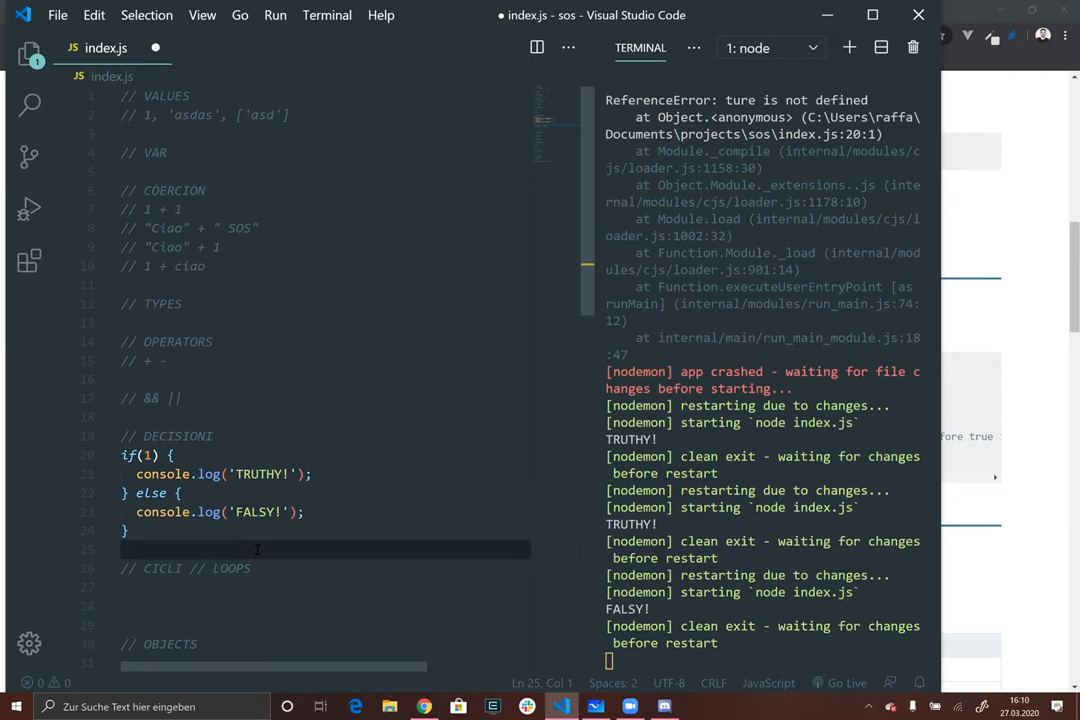 File Edit Selection View Go Run Terminal Help
● index.js - sos - Visual Studio Code
JS index.js
TERMINAL
1: node
JS index.js
1 // VALUES
2 // 1, 'asdas', ['asd']
3
4 // VAR
5
6 // COERCION
7 // 1 + 1
8 // "Ciao" + " SOS"
9 // "Ciao" + 1
10 // 1 + ciao
11
12 // TYPES
13
14 // OPERATORS
15 // + -
16
17 // && ||
18
19 // DECISIONI
20 if(1) {
21 console.log('TRUTHY!');
22 } else {
23 console.log('FALSY!');
24 }
25
26 // CICLI // LOOPS
27
28
29
30 // OBJECTS
31
ReferenceError: ture is not defined
at Object.<anonymous> (C:\Users\raffa\
Documents\projects\sos\index.js:20:1)
at Module._compile (internal/modules/c
js/loader.js:1158:30)
at Object.Module._extensions..js (inte
rnal/modules/cjs/loader.js:1178:10)
at Module.load (internal/modules/cjs/l
oader.js:1002:32)
at Function.Module._load (internal/mod
ules/cjs/loader.js:901:14)
at Function.executeUserEntryPoint [as
runMain] (internal/modules/run_main.js:74:
12)
at internal/main/run_main_module.js:18
:47
[nodemon] app crashed - waiting for file c
hanges before starting...
[nodemon] restarting due to changes...
[nodemon] starting `node index.js`
TRUTHY!
[nodemon] clean exit - waiting for changes
before restart
[nodemon] restarting due to changes...
[nodemon] starting `node index.js`
TRUTHY!
[nodemon] clean exit - waiting for changes
before restart
[nodemon] restarting due to changes...
[nodemon] starting `node index.js`
FALSY!
[nodemon] clean exit - waiting for changes
before restart
fore true
1
0 0
Ln 25, Col 1 Spaces: 2 UTF-8 CRLF JavaScript Go Live
Zur Suche Text hier eingeben
16:10
27.03.2020